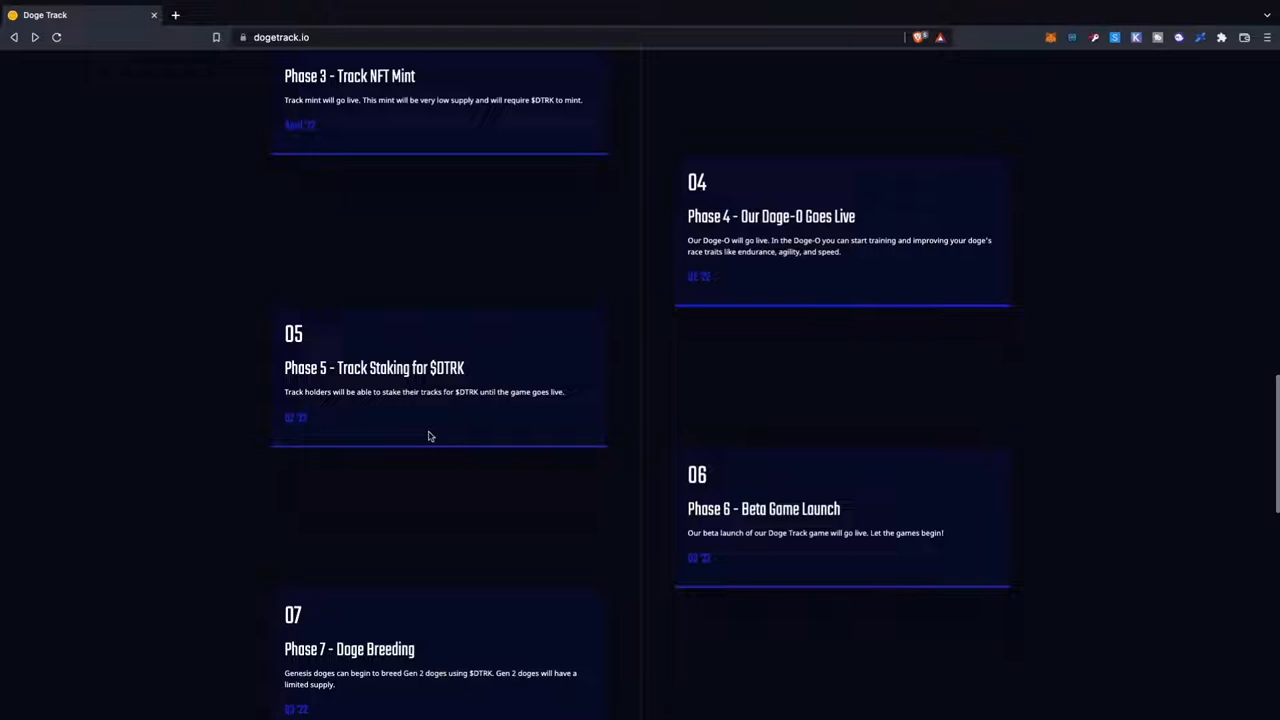 Doge Track
dogetrack.io
Phase 3 - Track NFT Mint
Track mint will go live. This mint will be very low supply and will require $DTRK to mint.
April '22
04
Phase 4 - Our Doge-O Goes Live
Our Doge-O will go live. In the Doge-O you can start training and improving your doge's
race traits like endurance, agility, and speed.
05
Phase 5 - Track Staking for $DTRK
Track holders will be able to stake their tracks for $DTRK until the game goes live.
06
Phase 6 - Beta Game Launch
Our beta launch of our Doge Track game will go live. Let the games begin!
07
Phase 7 - Doge Breeding
Genesis doges can begin to breed Gen 2 doges using $DTRK. Gen 2 doges will have a
limited supply.
Q3 '22